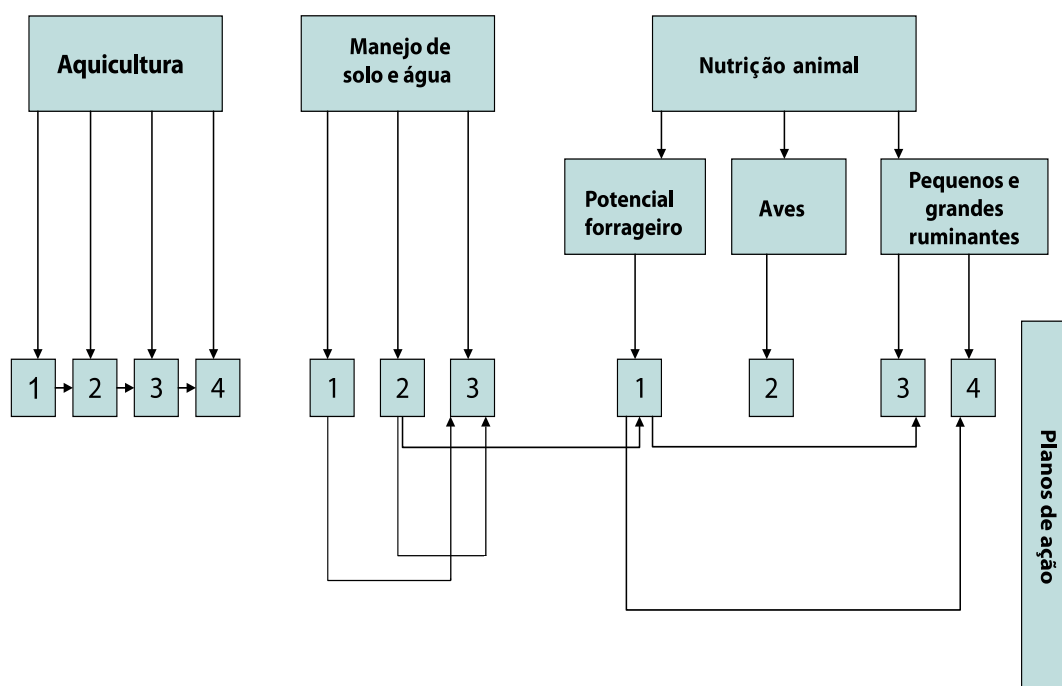 Aquicultura
Manejo de
solo e água
Nutrição animal
Potencial
forrageiro
Aves
Pequenos e
grandes
ruminantes
1 2 3 4
1 2 3
1 2 3 4
Planos de ação